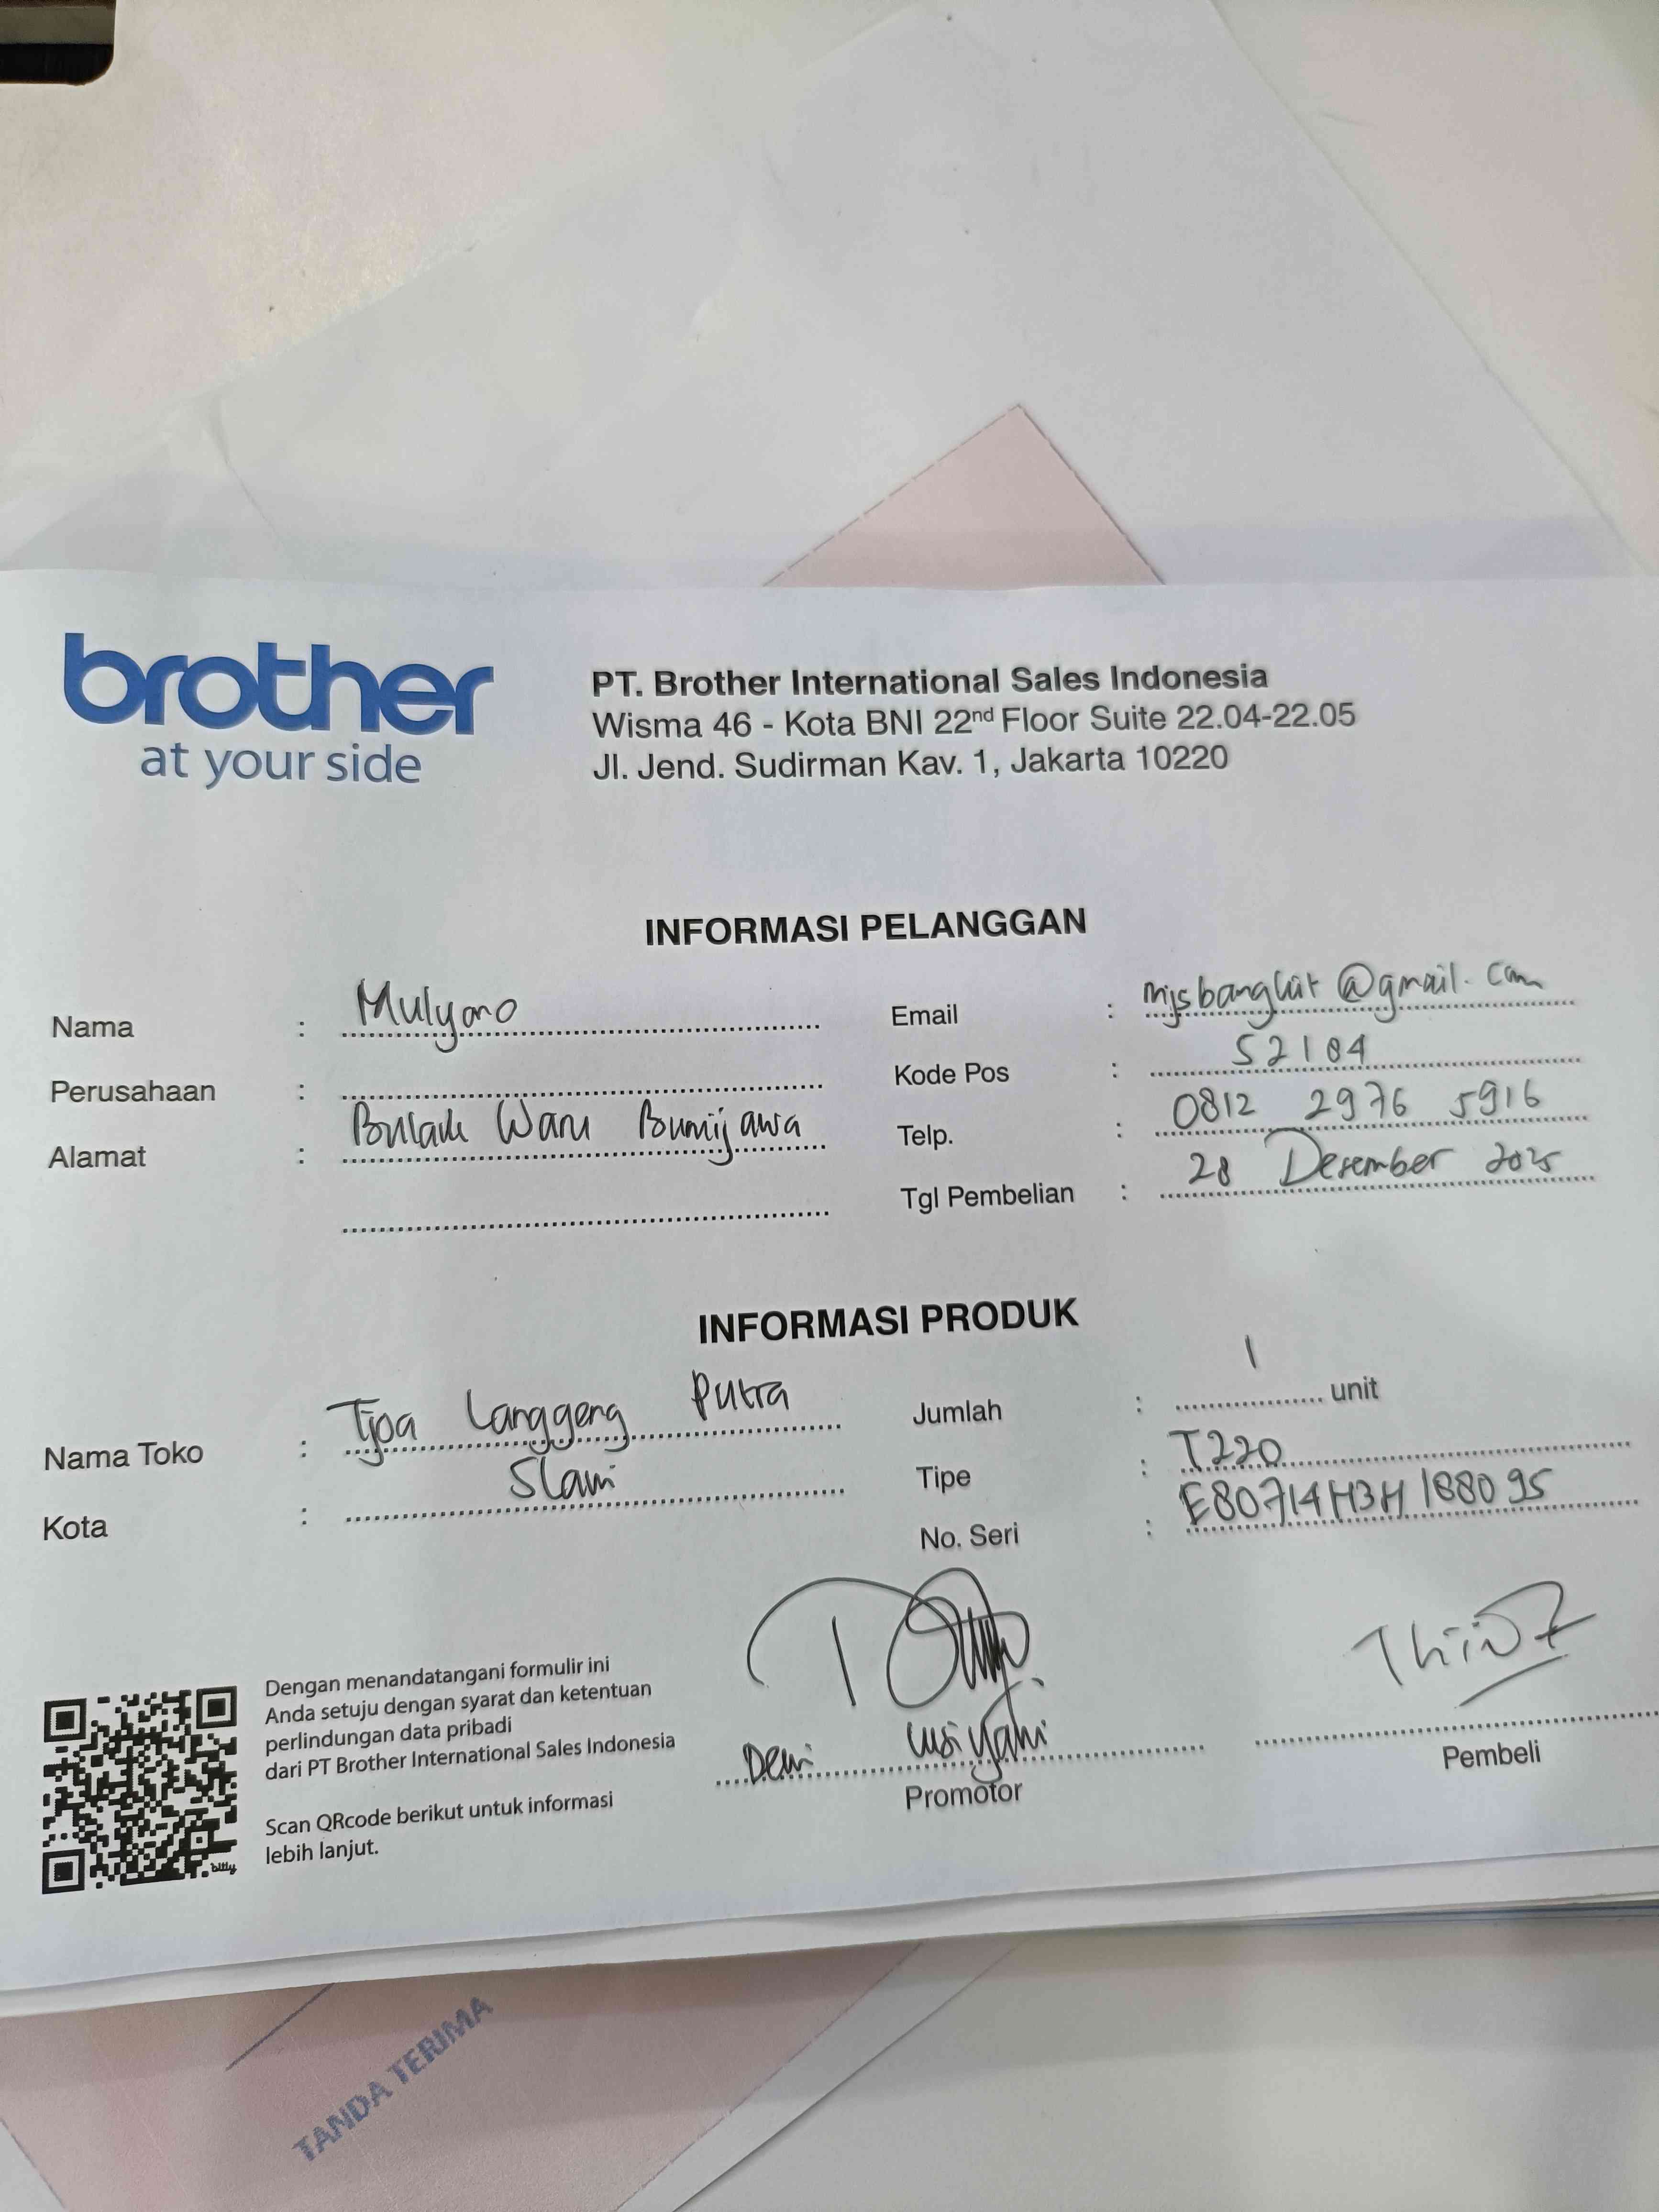 brother
at your side
PT. Brother International Sales Indonesia
Wisma 46 - Kota BNI 22nd Floor Suite 22.04-22.05
Jl. Jend. Sudirman Kav. 1, Jakarta 10220
INFORMASI PELANGGAN
Nama : Mulyono
Perusahaan :
Alamat : Waru Bumijawa
Email : @gmail.com
Kode Pos : 52184
Telp. : 0812 2976 5916
Tgl Pembelian : 28 Desember 2025
INFORMASI PRODUK
Nama Toko : Tjoa Langgeng Putra
Kota : Slawi
Jumlah : 1 unit
Tipe : T220
No. Seri : E80714H3H188095
Dengan menandatangani formulir ini
Anda setuju dengan syarat dan ketentuan
perlindungan data pribadi
dari PT Brother International Sales Indonesia
Scan QRcode berikut untuk informasi
lebih lanjut.
bitly
Dewi Lusiyani
Promotor
Pembeli
TANDA TERIMA